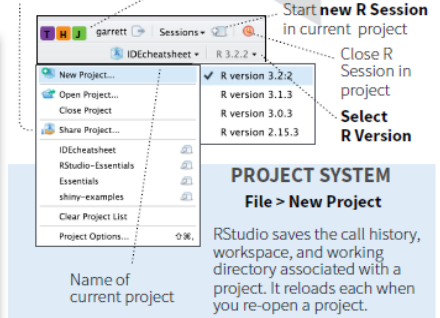 Start new R Session
in current project
T H J garrett Sessions
IDEcheatsheet R 3.2.2
Close R
Session in
project
Select
R Version
New Project...
Open Project...
Close Project
Share Project...
IDEcheatsheet
RStudio-Essentials
Essentials
shiny-examples
Clear Project List
Project Options... ⇧⌘,
✓ R version 3.2.2
R version 3.1.3
R version 3.0.3
R version 2.15.3
Name of
current project
PROJECT SYSTEM
File > New Project
RStudio saves the call history,
workspace, and working
directory associated with a
project. It reloads each when
you re-open a project.